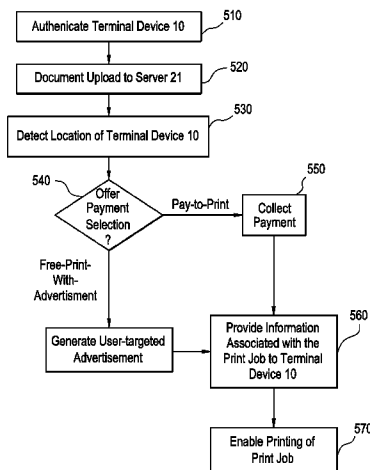 Authenicate Terminal Device 10
510
Document Upload to Server 21
520
530
Detect Location of Terminal Device 10
540
Offer
Payment
Selection
?
Pay-to-Print
550
Collect
Payment
Free-Print-
With-
Advertisment
Generate User-targeted
Advertisement
Provide Information
Associated with the
Print Job to Terminal
Device 10
560
Enable Printing of
Print Job
570